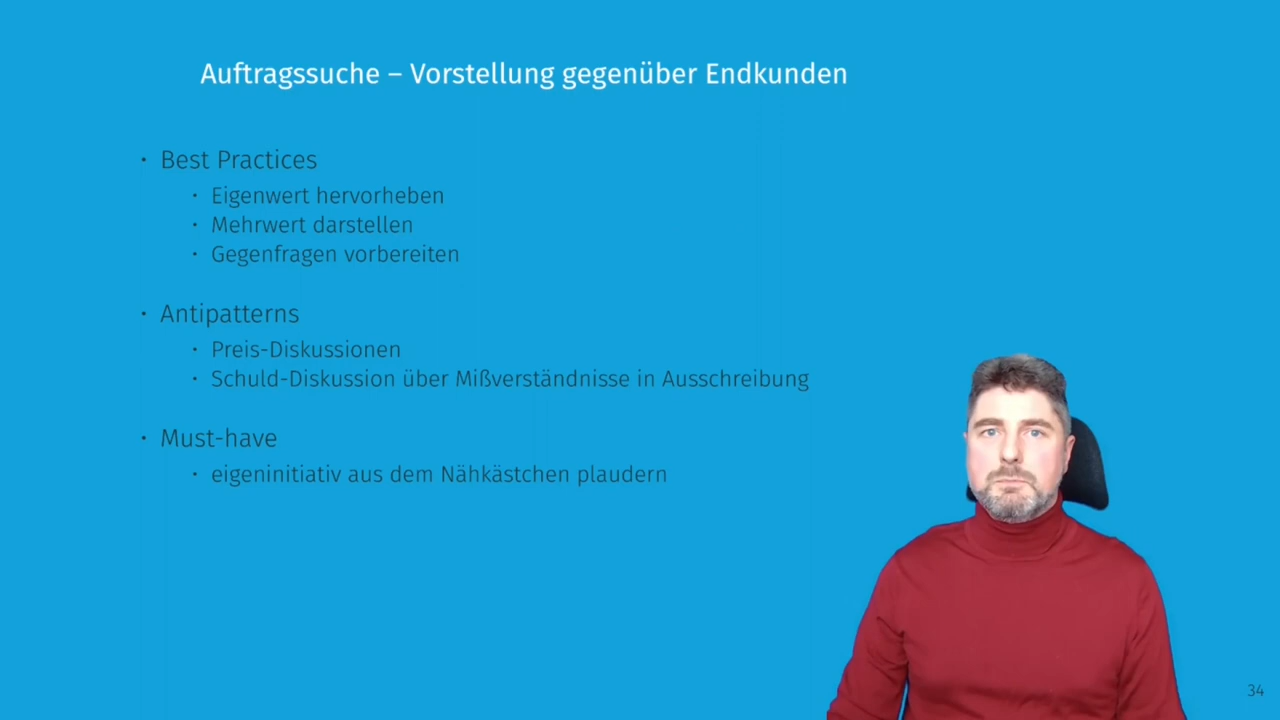 Auftragssuche – Vorstellung gegenüber Endkunden
• Best Practices
• Eigenwert hervorheben
• Mehrwert darstellen
• Gegenfragen vorbereiten
• Antipatterns
• Preis-Diskussionen
• Schuld-Diskussion über Mißverständnisse in Ausschreibung
• Must-have
• eigeninitiativ aus dem Nähkästchen plaudern
34